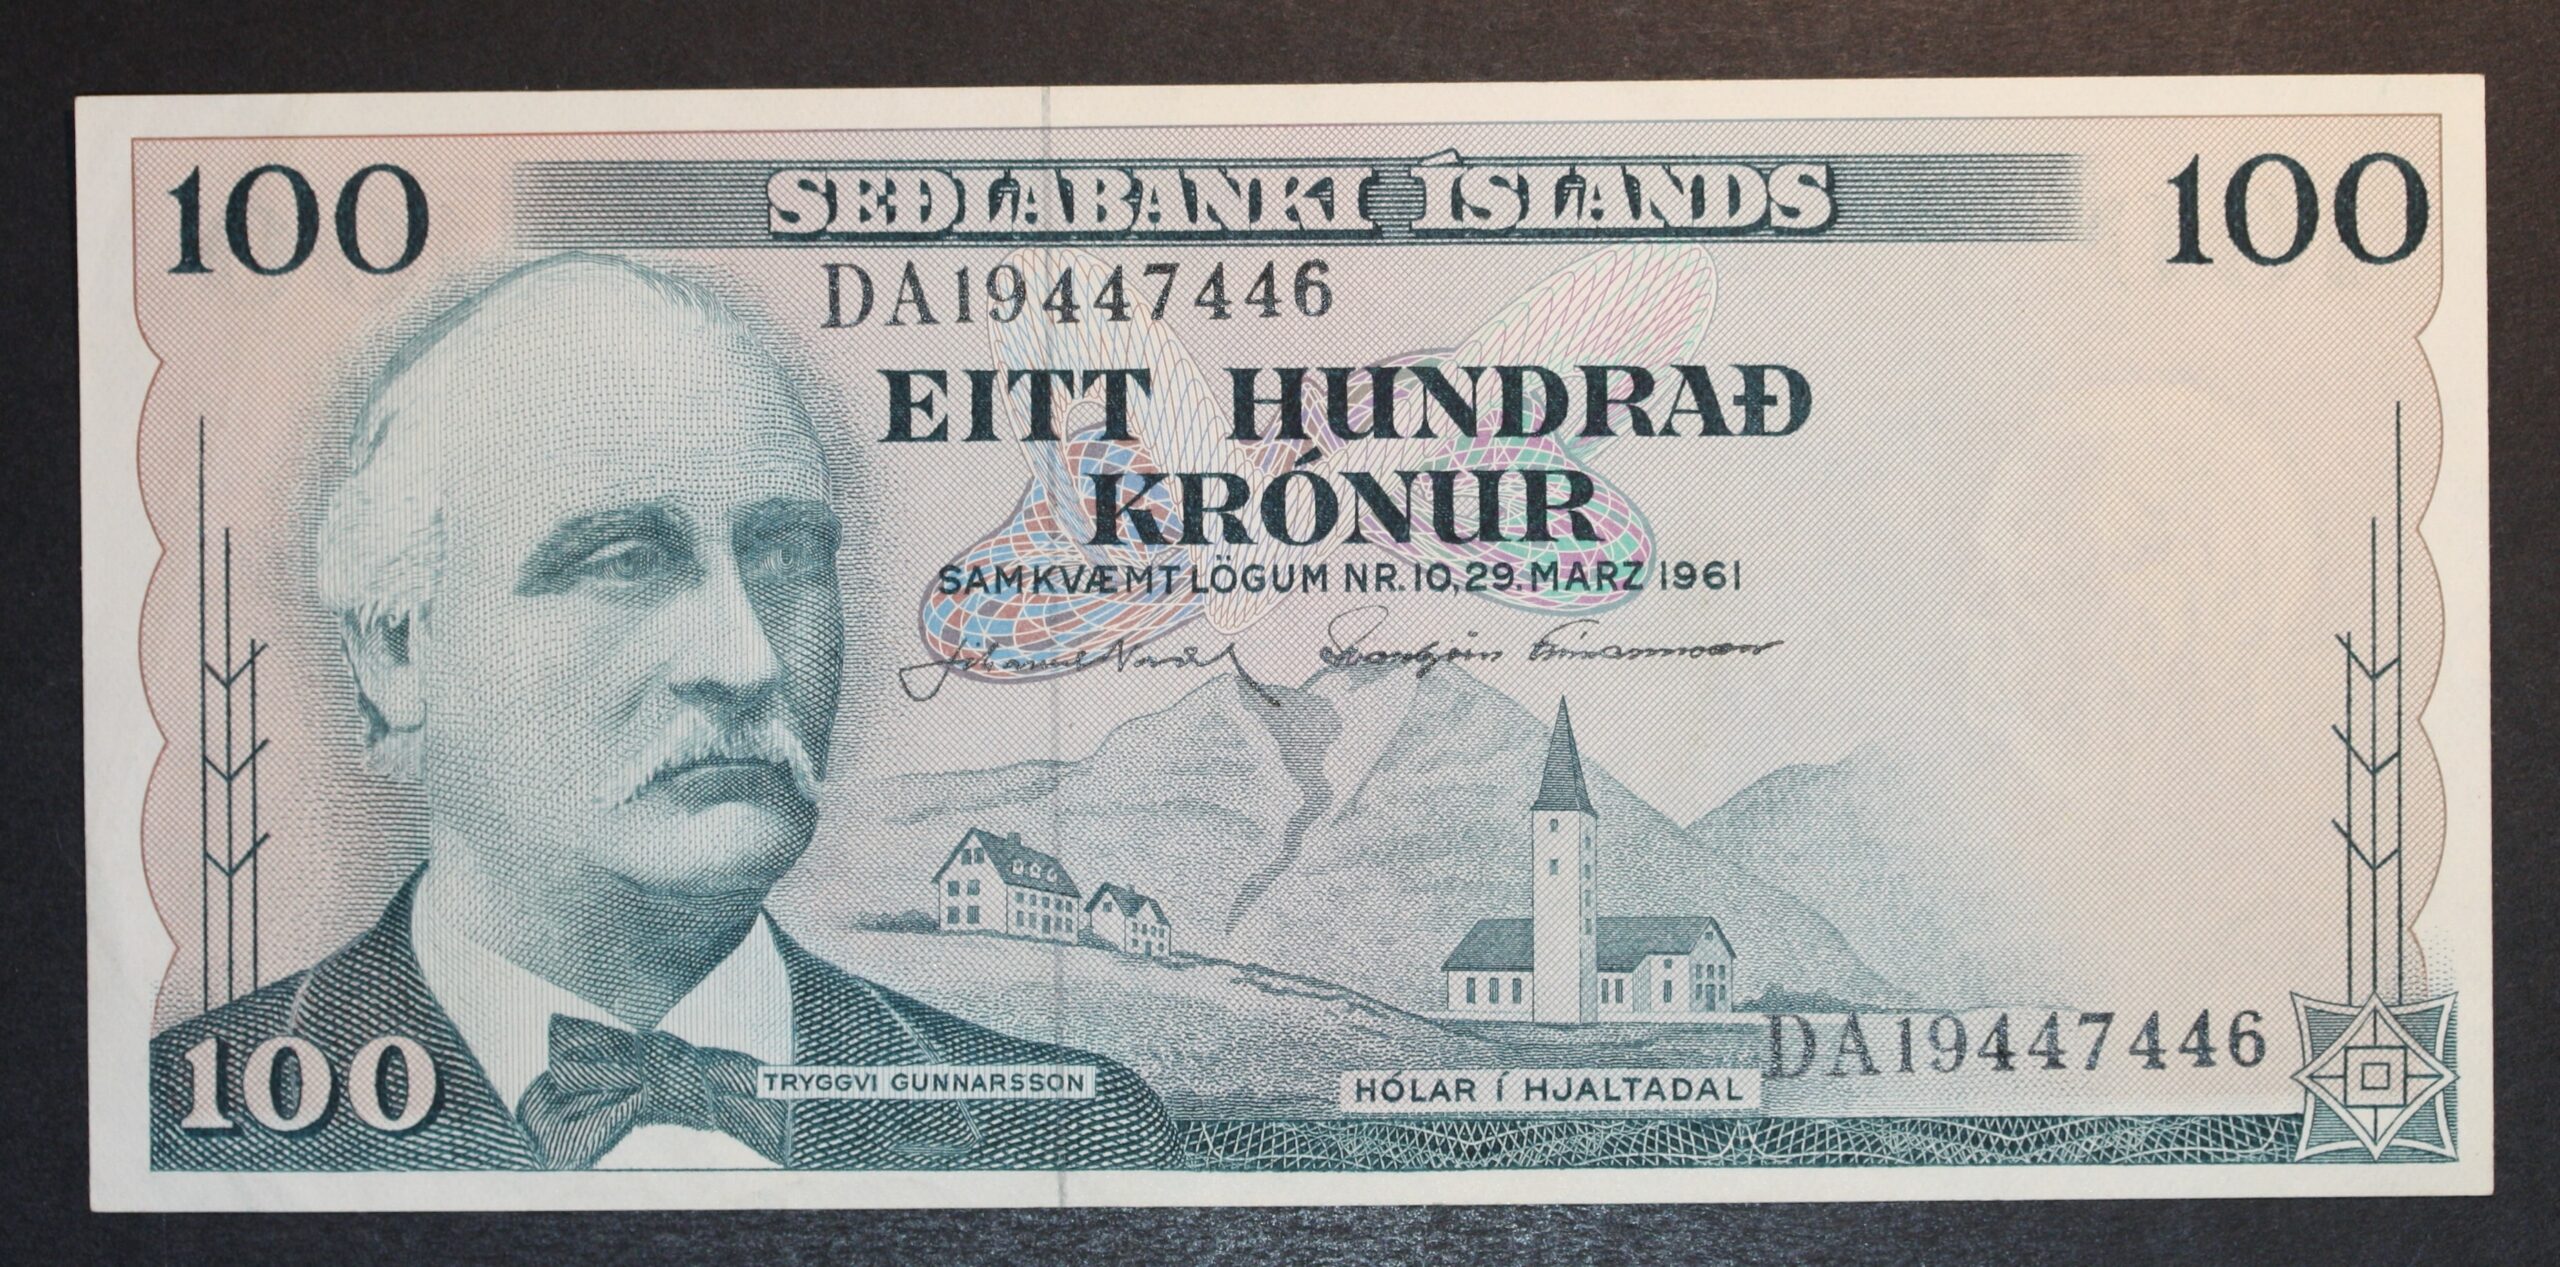 100 SEÐLABANKI ÍSLANDS 100
DA19447446
EITT HUNDRAÐ
KRÓNUR
SAMKVÆMT LÖGUM NR. 10, 29. MARZ 1961
DA19447446
100 TRYGGVI GUNNARSSON HÓLAR Í HJALTADAL